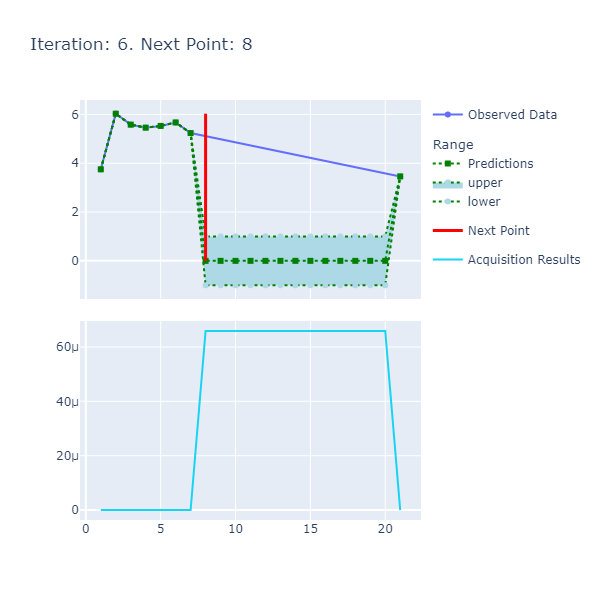 Iteration: 6. Next Point: 8
6
4
2
0
Observed Data
Range
Predictions
upper
lower
Next Point
Acquisition Results
60μ
40μ
20μ
0
0 5 10 15 20